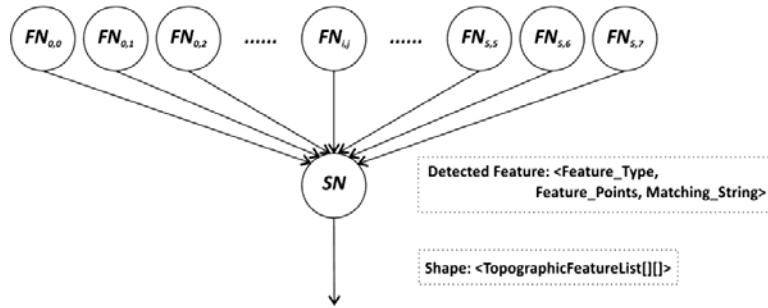 FN0,0 FN0,1 FN0,2 ...... FNi,j ...... FN5,5 FN5,6 FN5,7
SN
Detected Feature: <Feature_Type,
Feature_Points, Matching_String>
Shape: <TopographicFeatureList[][]>